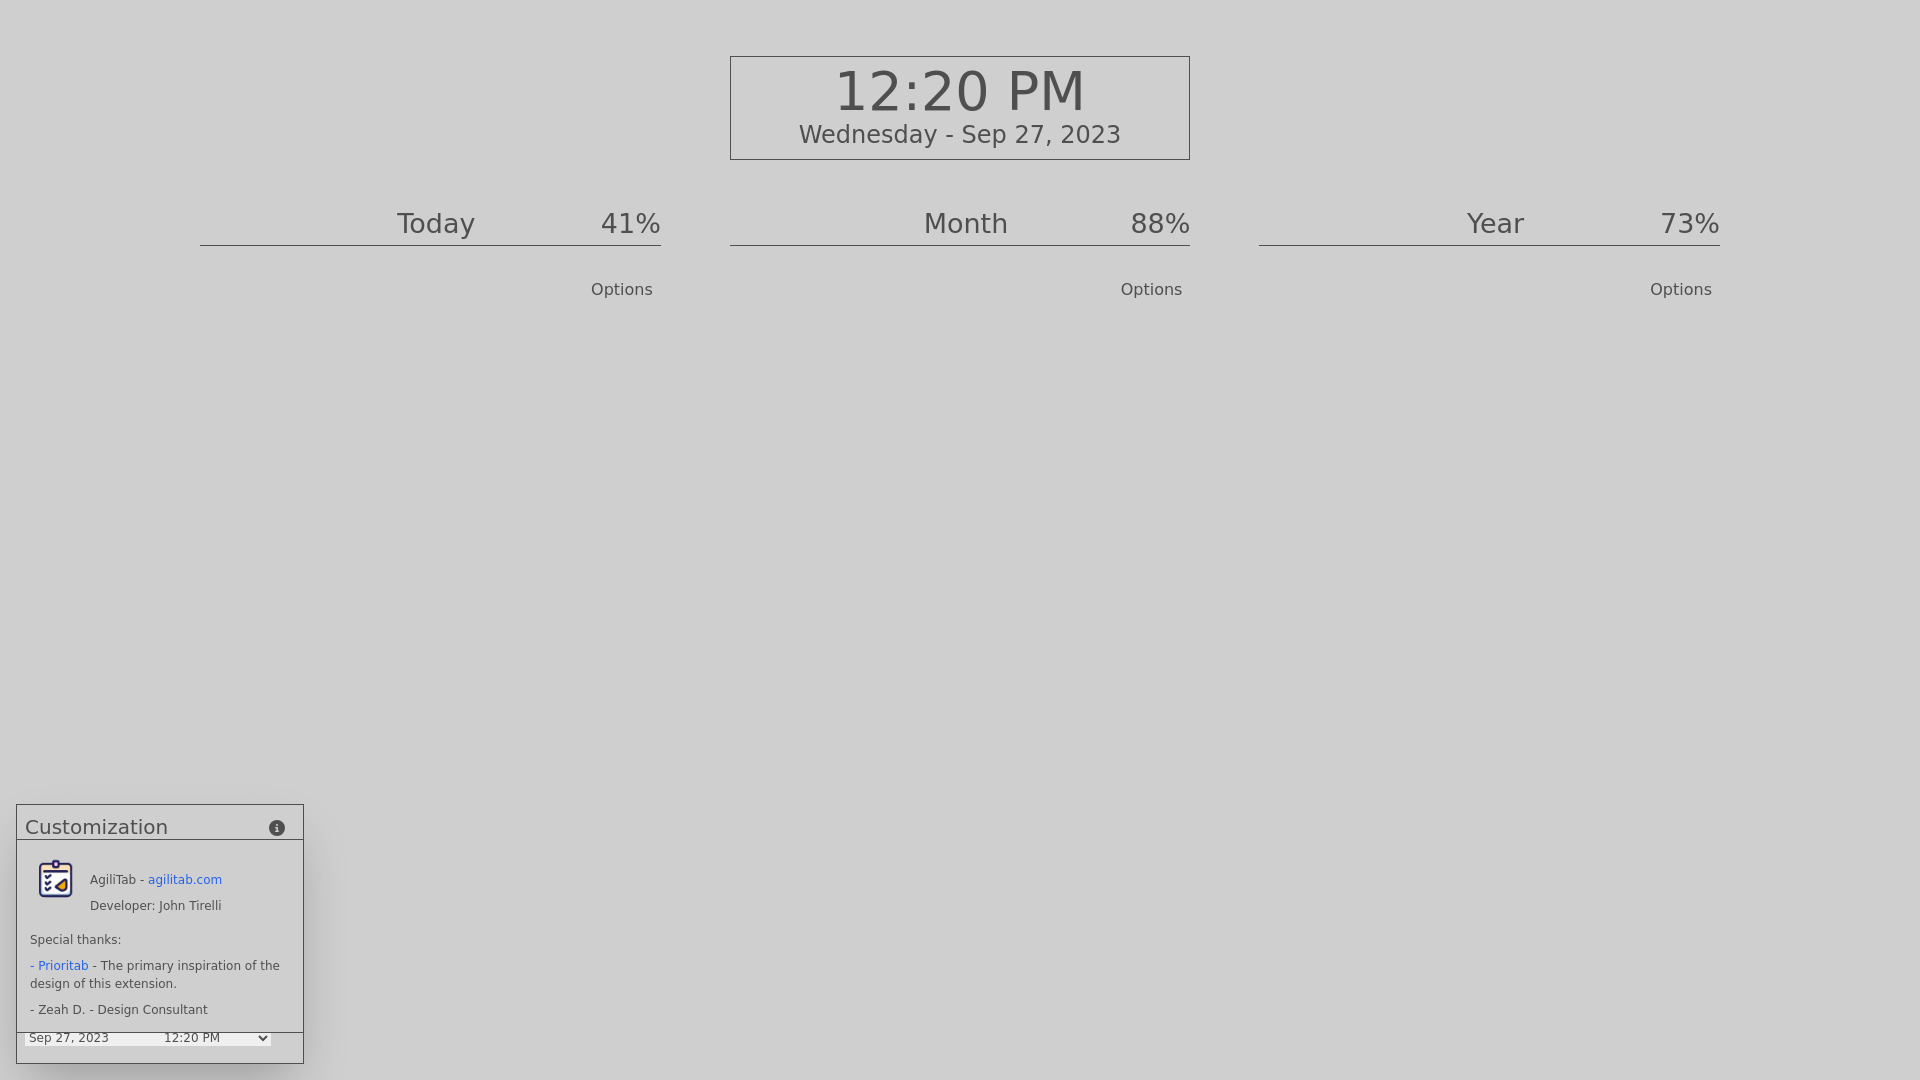 12:20 PM
Wednesday - Sep 27, 2023
Today 41%
Month 88%
Year 73%
Options
Options
Options
Customization
AgiliTab - agilitab.com
Developer: John Tirelli
Special thanks:
- Prioritab - The primary inspiration of the
design of this extension.
- Zeah D. - Design Consultant
Sep 27, 2023 12:20 PM